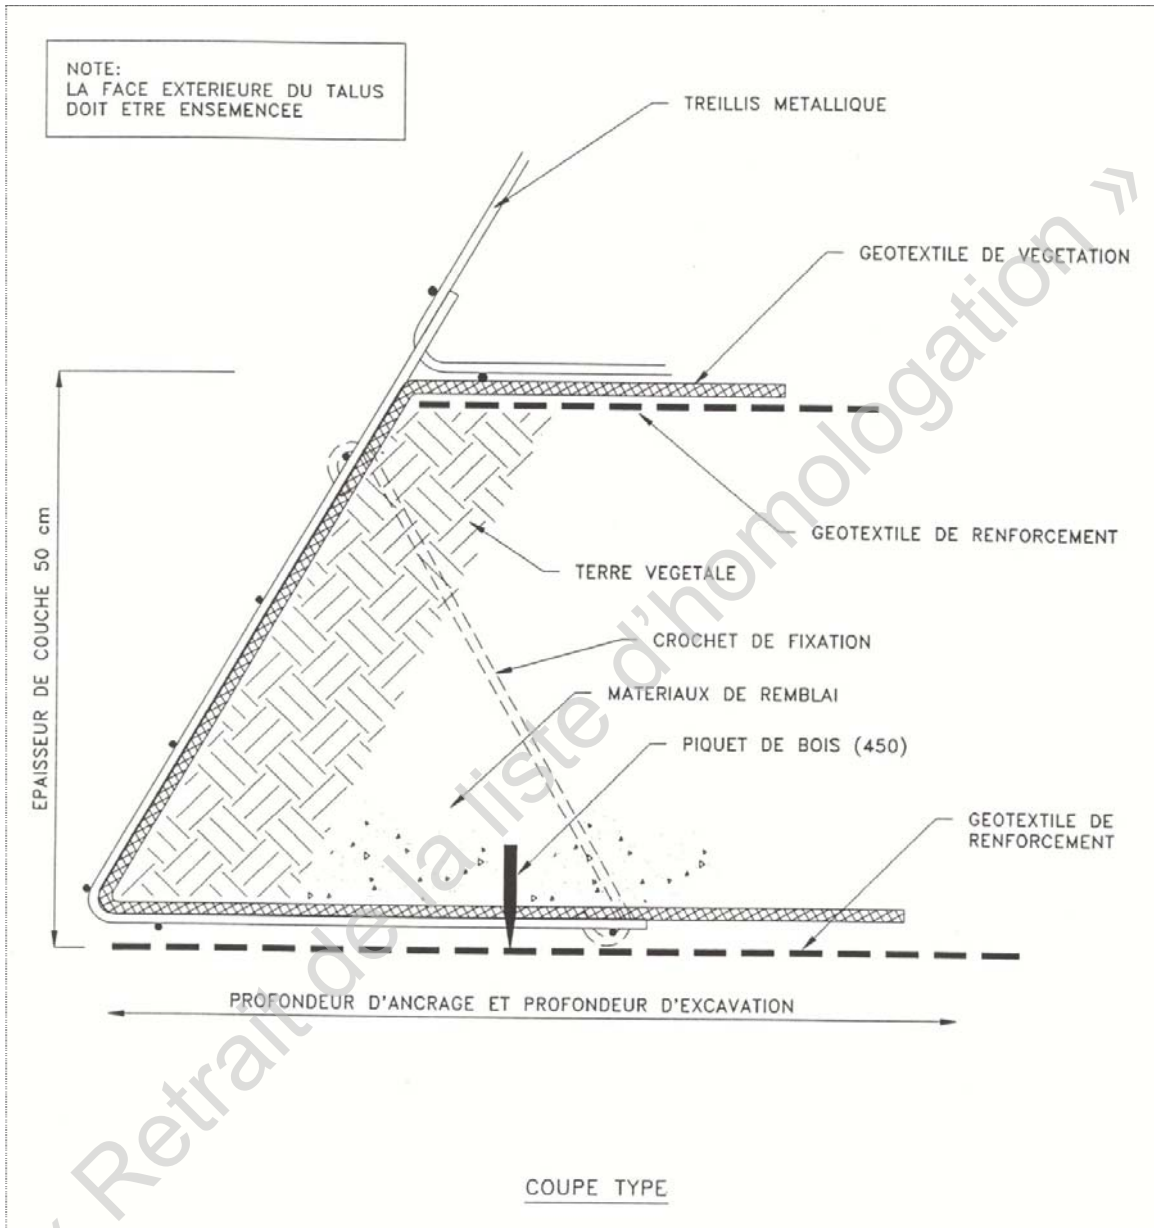 NOTE:
LA FACE EXTERIEURE DU TALUS
DOIT ETRE ENSEMENCEE
TREILLIS METALLIQUE
GEOTEXTILE DE VEGETATION
GEOTEXTILE DE RENFORCEMENT
TERRE VEGETALE
CROCHET DE FIXATION
MATERIAUX DE REMBLAI
PIQUET DE BOIS (450)
GEOTEXTILE DE
RENFORCEMENT
EPAISSEUR DE COUCHE 50 cm
PROFONDEUR D'ANCRAGE ET PROFONDEUR D'EXCAVATION
COUPE TYPE
« Retrait de la liste d'homologation »